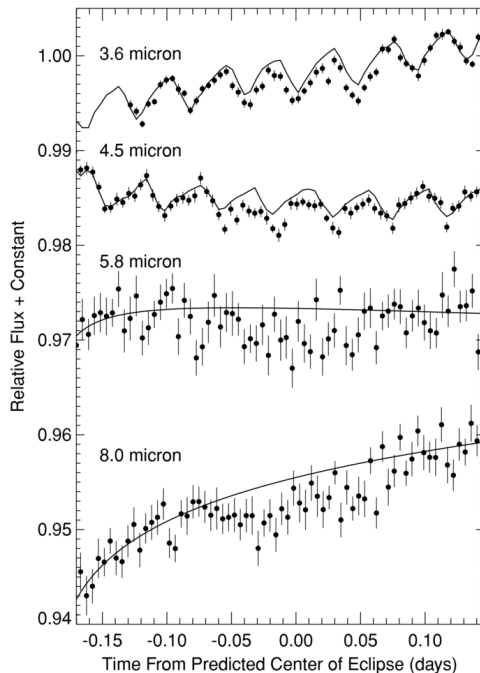 1.00
3.6 micron
0.99
4.5 micron
0.98
5.8 micron
0.97
0.96
8.0 micron
0.95
0.94
Relative Flux + Constant
-0.15 -0.10 -0.05 0.00 0.05 0.10
Time From Predicted Center of Eclipse (days)